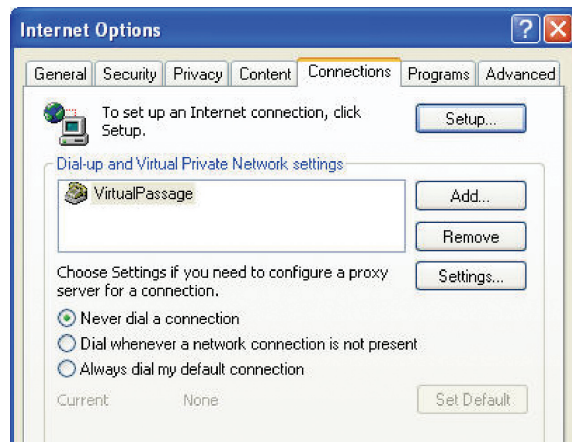 Internet Options
General Security Privacy Content Connections Programs Advanced
To set up an Internet connection, click
Setup.
Setup...
Dial-up and Virtual Private Network settings
VirtualPassage
Add...
Remove
Choose Settings if you need to configure a proxy
server for a connection.
Settings...
Never dial a connection
Dial whenever a network connection is not present
Always dial my default connection
Current None
Set Default